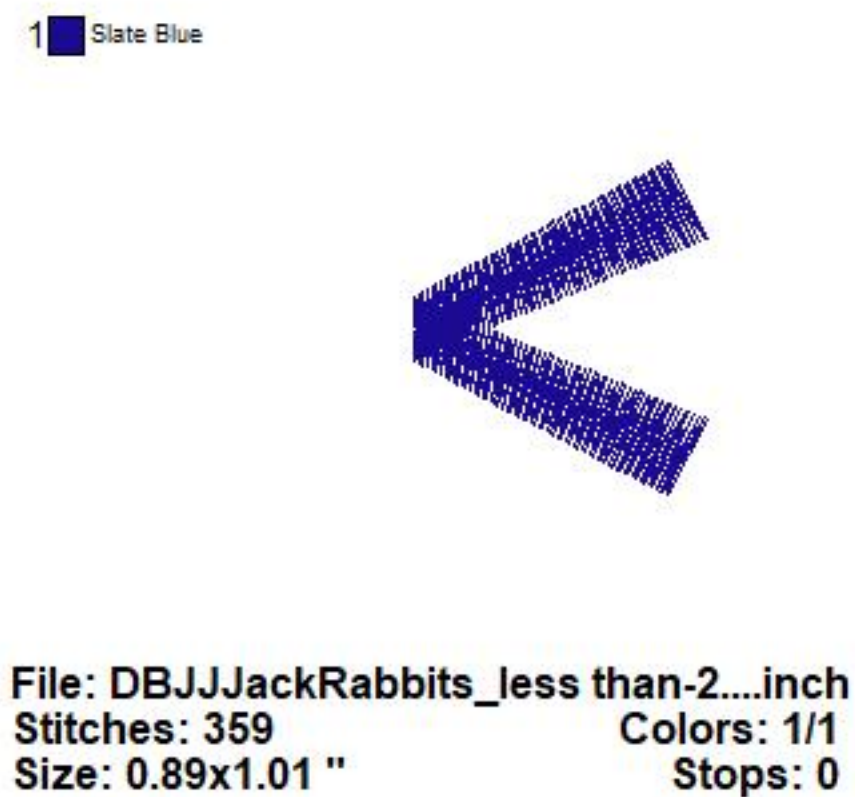 1 Slate Blue
File: DBJJJackRabbits_less than-2....inch
Stitches: 359 Colors: 1/1
Size: 0.89x1.01 " Stops: 0